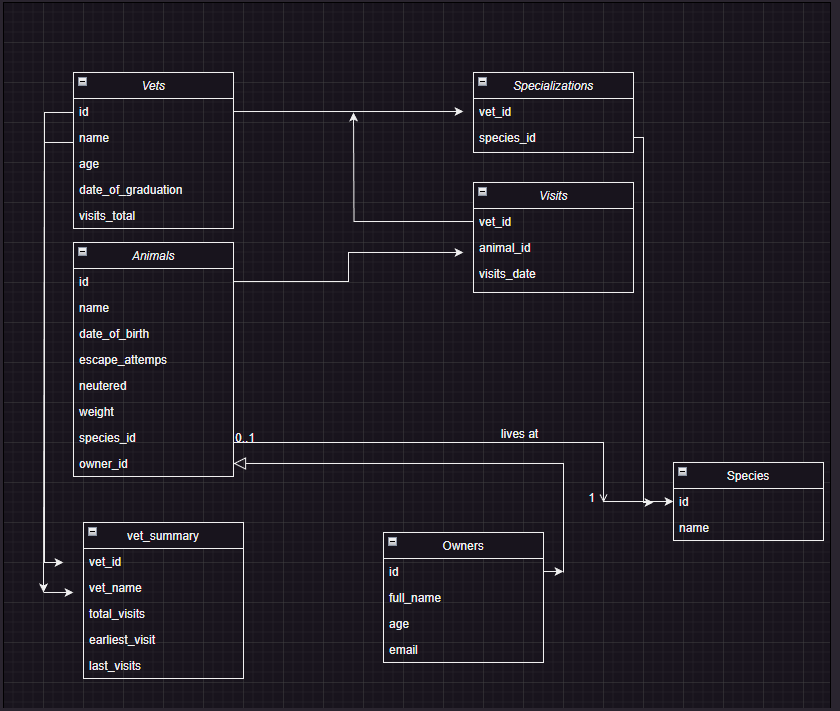 Vets
id
name
age
date_of_graduation
visits_total
Specializations
vet_id
species_id
Visits
vet_id
animal_id
visits_date
Animals
id
name
date_of_birth
escape_attemps
neutered
weight
species_id
owner_id
0..1
lives at
1
Species
id
name
vet_summary
vet_id
vet_name
total_visits
earliest_visit
last_visits
Owners
id
full_name
age
email